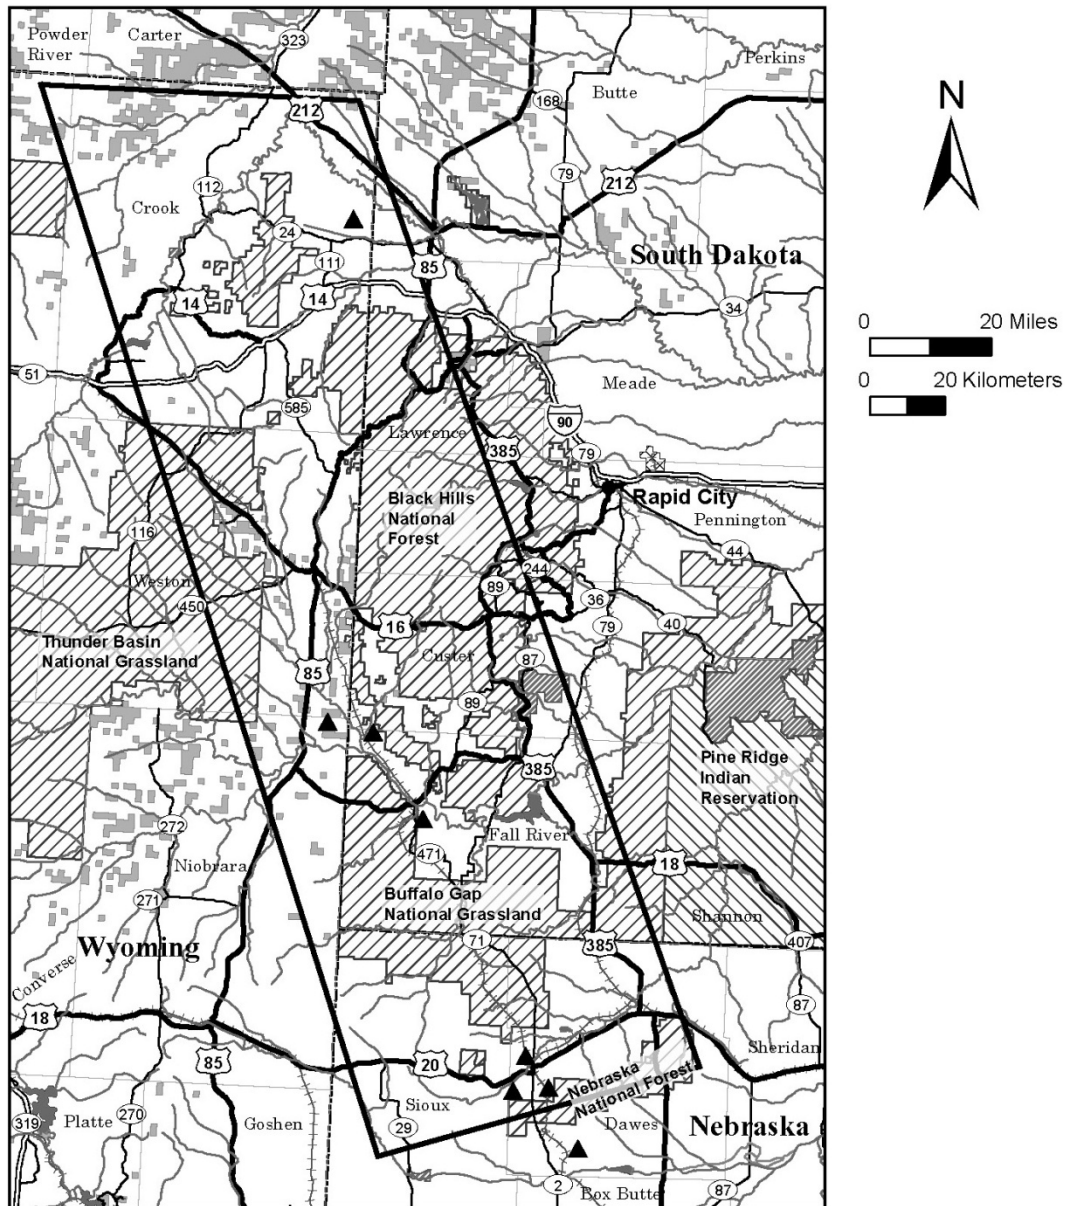 Powder
River
Carter
323
Perkins
168
Butte
212
N
79
212
112
Crook
24
South Dakota
111
85
14
14
34
0 20 Miles
51
Meade
0 20 Kilometers
585
90
Lawrence
385
79
Black Hills
National
Forest
Rapid City
Pennington
116
44
244
Weston
89
36
450
16
79
40
Thunder Basin
National Grassland
Custer
87
85
89
Pine Ridge
Indian
Reservation
385
272
Fall River
Niobrara
471
18
271
Buffalo Gap
National Grassland
Shannon
Wyoming
71
385
407
Converse
18
87
85
20
Sheridan
Nebraska
National Forest
319
Platte
270
Goshen
Sioux
29
Dawes
Nebraska
2
Box Butte
87